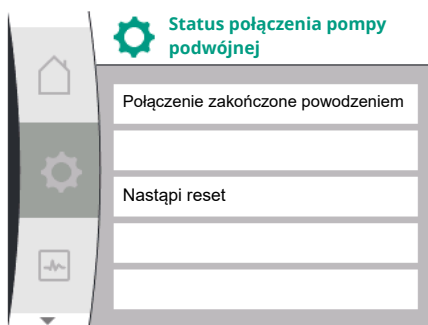 Status połączenia pompy
podwójnej
Połączenie zakończone powodzeniem
Nastąpi reset